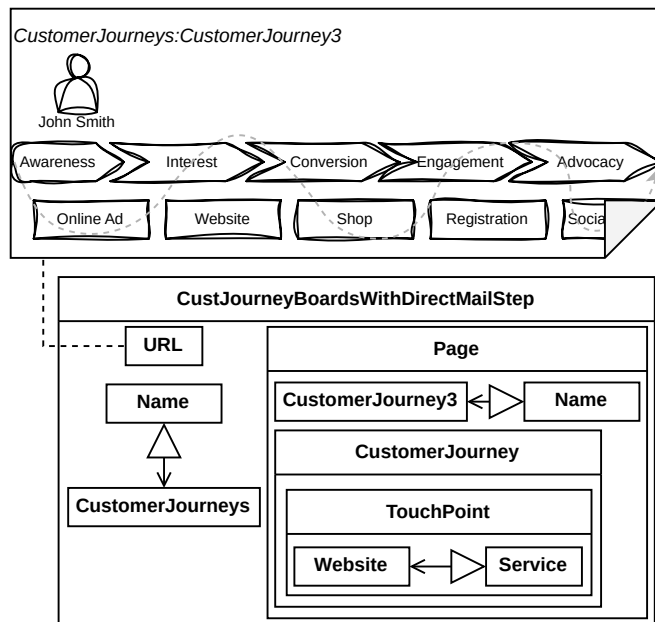 CustomerJourneys:CustomerJourney3
John Smith
Awareness Interest Conversion Engagement Advocacy
Online Ad Website Shop Registration Socia
CustJourneyBoardsWithDirectMailStep
URL
Page
Name
CustomerJourney3 Name
CustomerJourney
CustomerJourneys
TouchPoint
Website Service